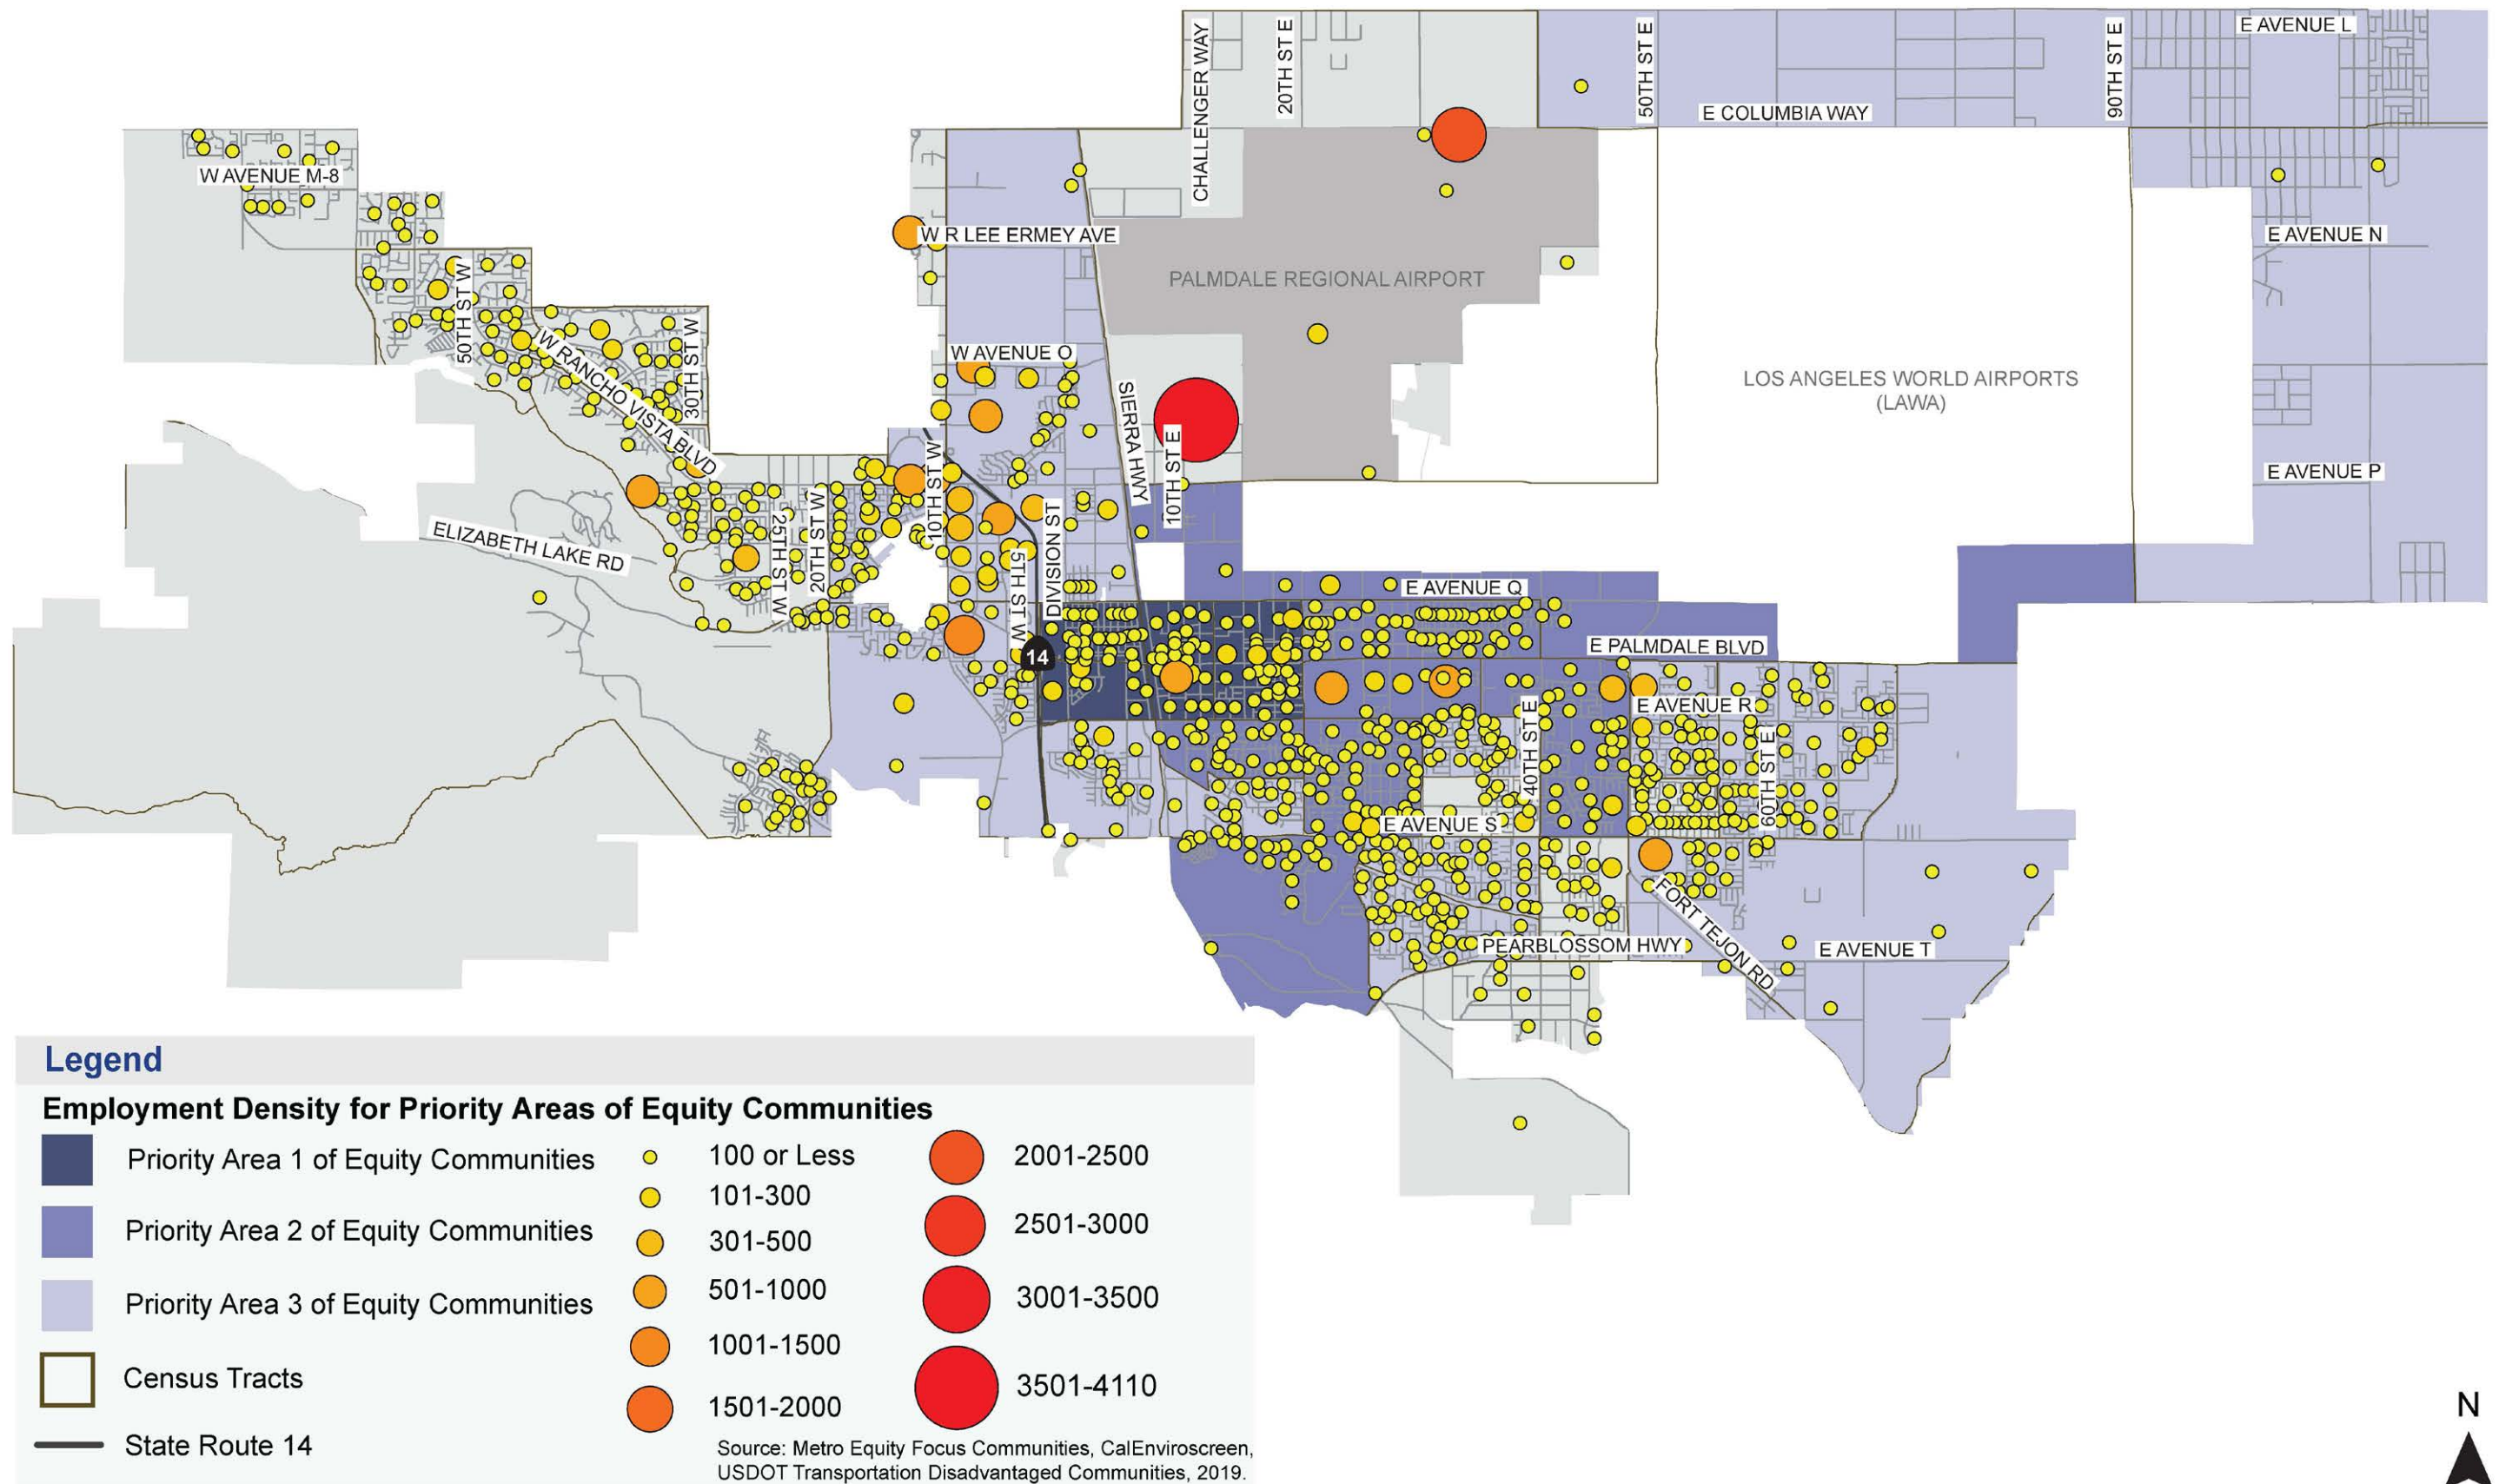 E AVENUE L
CHALLENGER WAY
20TH ST E
50TH ST E
90TH ST E
E COLUMBIA WAY
W AVENUE M-8
W R LEE ERMEY AVE
E AVENUE N
PALMDALE REGIONAL AIRPORT
50TH ST W
W RANCHO VISTA BLVD
30TH ST W
W AVENUE O
SIERRA HWY
10TH ST E
LOS ANGELES WORLD AIRPORTS
(LAWA)
E AVENUE P
10TH ST W
ELIZABETH LAKE RD
25TH ST W
20TH ST W
5TH ST W
DIVISION ST
E AVENUE Q
14
E PALMDALE BLVD
E AVENUE R
40TH ST E
60TH ST E
E AVENUE S
FORT TEJON RD
PEARBLOSSOM HWY
E AVENUE T
Legend
Employment Density for Priority Areas of Equity Communities
Priority Area 1 of Equity Communities
Priority Area 2 of Equity Communities
Priority Area 3 of Equity Communities
Census Tracts
State Route 14
100 or Less
101-300
301-500
501-1000
1001-1500
1501-2000
2001-2500
2501-3000
3001-3500
3501-4110
Source: Metro Equity Focus Communities, CalEnviroscreen,
USDOT Transportation Disadvantaged Communities, 2019.
N